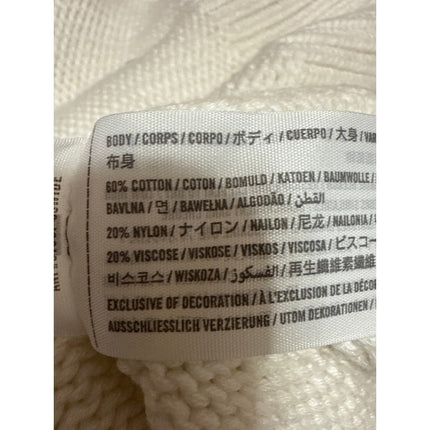 BODY / CORPS / CORPO / ボディ / CUERPO / 大身 /
布身
60% COTTON / COTON / BOMULD / KATOEN / BAUMWOLLE /
BAVLNA / 면 / BAWEŁNA / ALGODÃO / القطن /
20% NYLON / ナイロン / NAILON / 尼龙 / NAILONIA /
20% VISCOSE / VISKOSE / VISKOS / VISCOSA / ビスコー
비스코스 / WISKOZA / الفسكوز / 再生纖維素纖維
EXCLUSIVE OF DECORATION / À L'EXCLUSION DE LA DÉCOR
AUSSCHLIESSLICH VERZIERUNG / UTOM DEKORATIONEN /